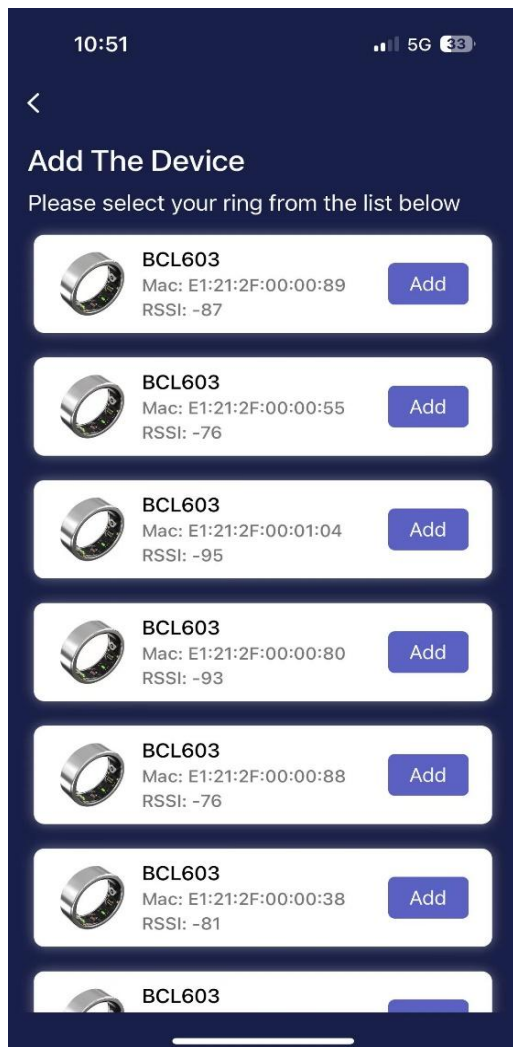 10:51
5G 33
Add The Device
Please select your ring from the list below
BCL603
Mac: E1:21:2F:00:00:89
RSSI: -87
Add
BCL603
Mac: E1:21:2F:00:00:55
RSSI: -76
Add
BCL603
Mac: E1:21:2F:00:01:04
RSSI: -95
Add
BCL603
Mac: E1:21:2F:00:00:80
RSSI: -93
Add
BCL603
Mac: E1:21:2F:00:00:88
RSSI: -76
Add
BCL603
Mac: E1:21:2F:00:00:38
RSSI: -81
Add
BCL603